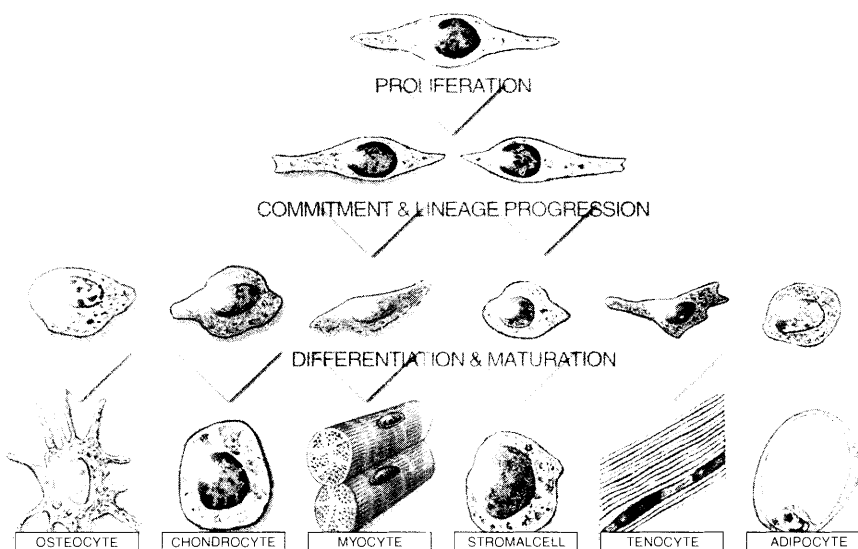 PROLIFERATION
COMMITMENT & LINEAGE PROGRESSION
DIFFERENTIATION & MATURATION
OSTEOCYTE CHONDROCYTE MYOCYTE STROMALCELL TENOCYTE ADIPOCYTE